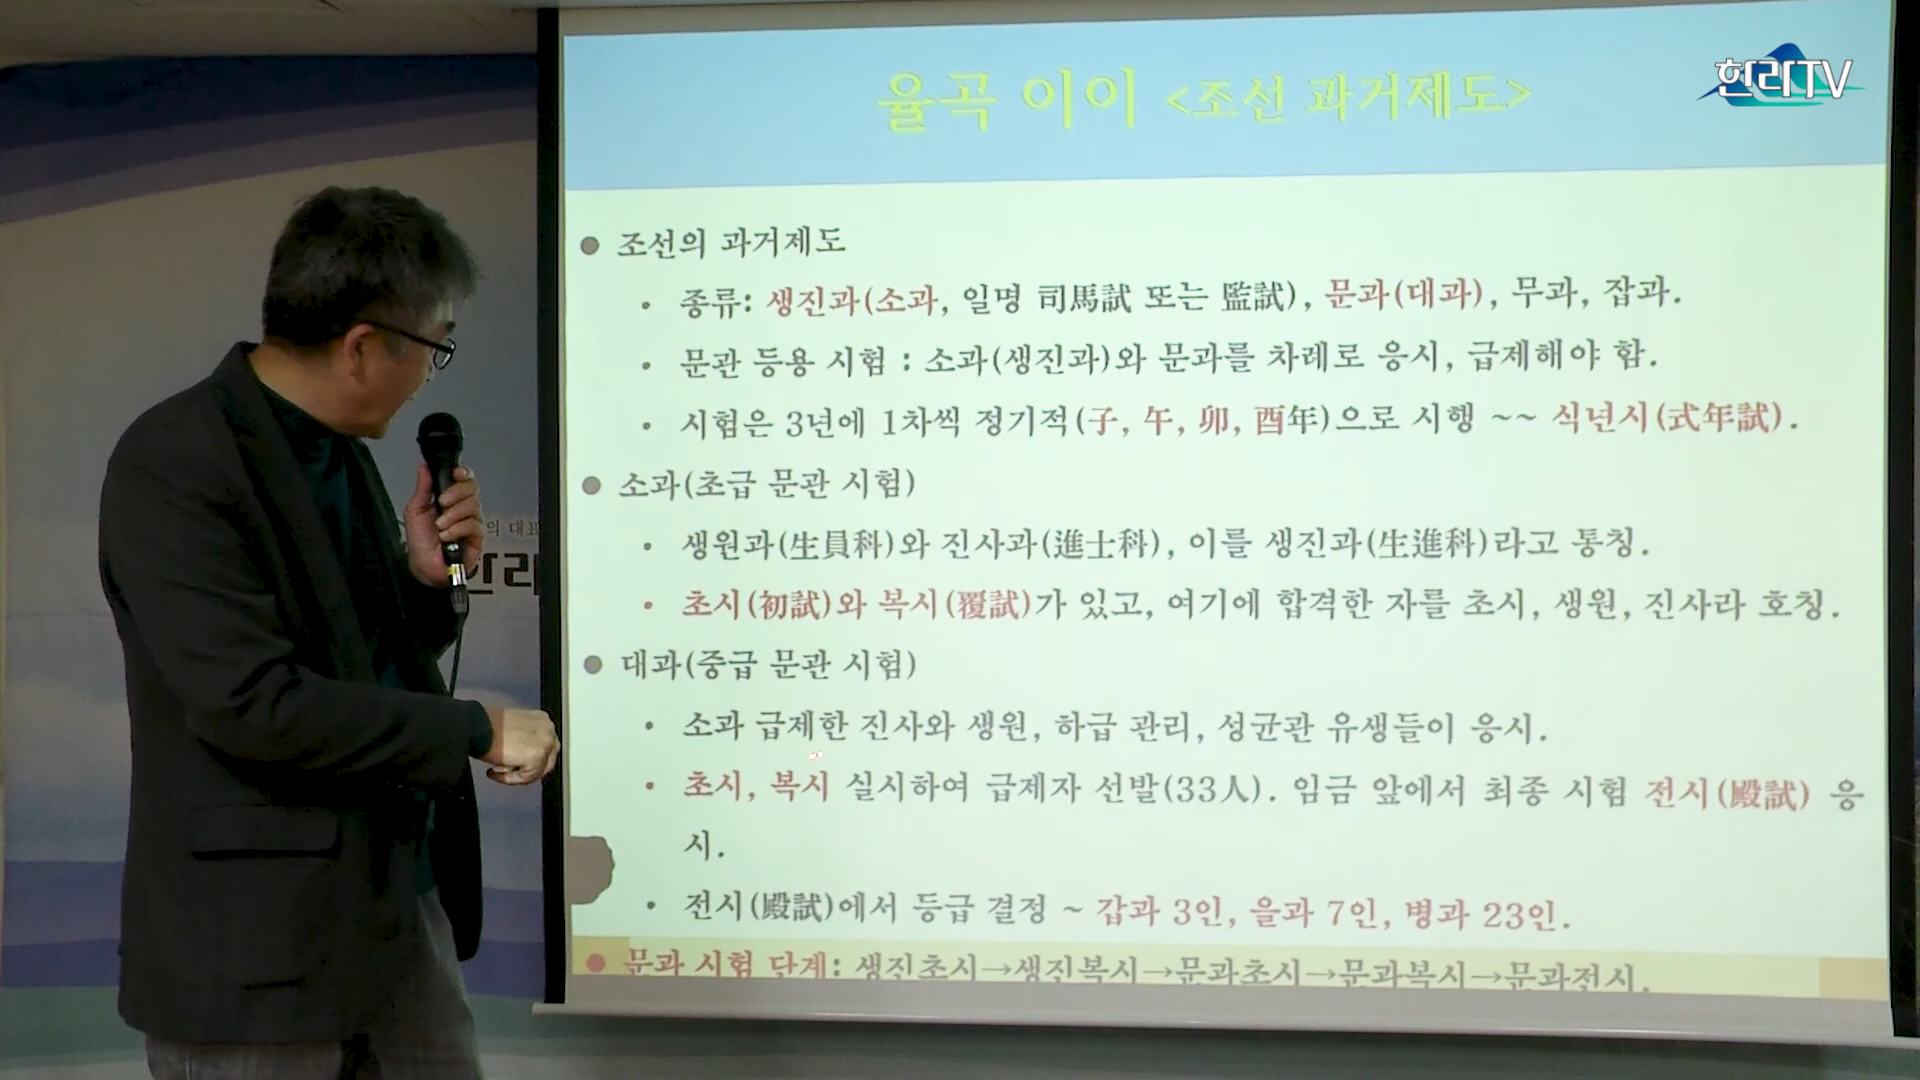 한라TV
율곡 이이 <조선 과거제도>
● 조선의 과거제도
• 종류: 생진과(소과, 일명 司馬試 또는 監試), 문과(대과), 무과, 잡과.
• 문관 등용 시험 : 소과(생진과)와 문과를 차례로 응시, 급제해야 함.
• 시험은 3년에 1차씩 정기적(子, 午, 卯, 酉年)으로 시행 ~~ 식년시(式年試).
● 소과(초급 문관 시험)
• 생원과(生員科)와 진사과(進士科), 이를 생진과(生進科)라고 통칭.
• 초시(初試)와 복시(覆試)가 있고, 여기에 합격한 자를 초시, 생원, 진사라 호칭.
● 대과(중급 문관 시험)
• 소과 급제한 진사와 생원, 하급 관리, 성균관 유생들이 응시.
• 초시, 복시 실시하여 급제자 선발(33人). 임금 앞에서 최종 시험 전시(殿試) 응
시.
• 전시(殿試)에서 등급 결정 ~ 갑과 3인, 을과 7인, 병과 23인.
● 문과 시험 단계: 생진초시→생진복시→문과초시→문과복시→문과전시.
의 대표
한라